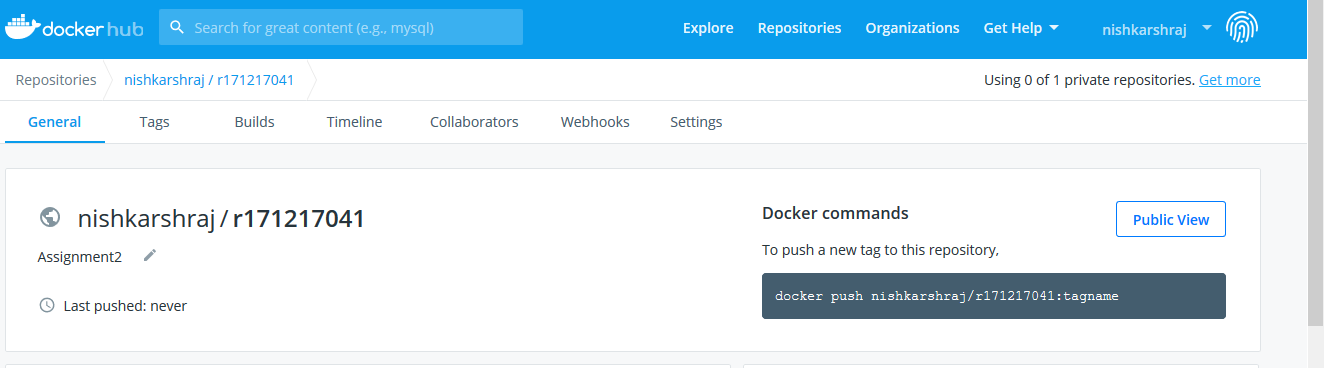 docker hub Search for great content (e.g., mysql) Explore Repositories Organizations Get Help nishkarshraj
Repositories nishkarshraj / r171217041 Using 0 of 1 private repositories. Get more
General Tags Builds Timeline Collaborators Webhooks Settings
nishkarshraj / r171217041
Assignment2
Last pushed: never
Docker commands
Public View
To push a new tag to this repository,
docker push nishkarshraj/r171217041:tagname